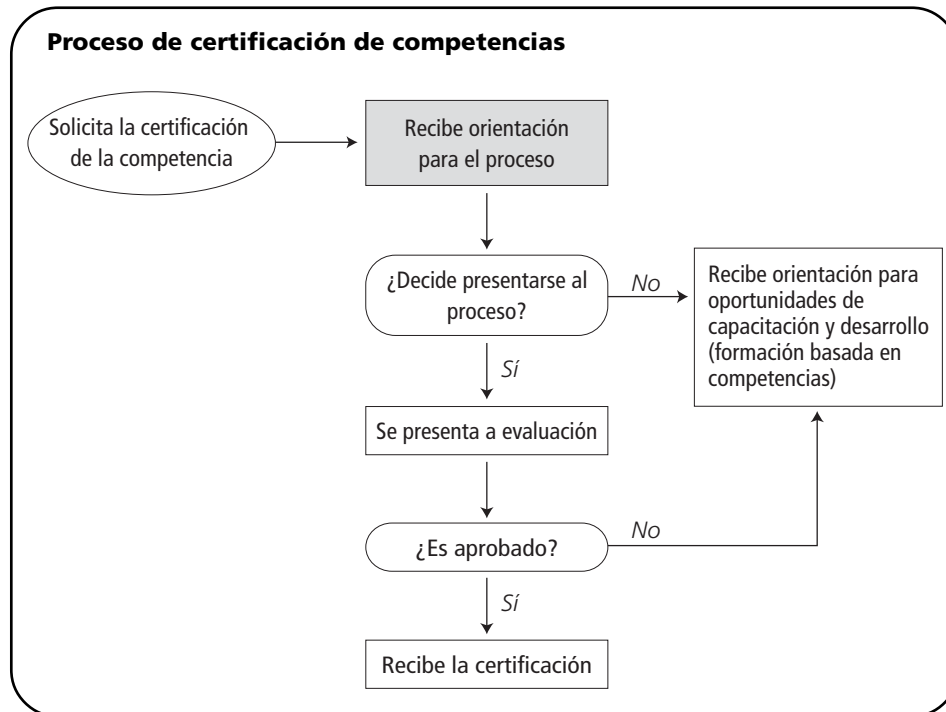 Proceso de certificación de competencias
Solicita la certificación
de la competencia
Recibe orientación
para el proceso
¿Decide presentarse al
proceso?
No
Recibe orientación para
oportunidades de
capacitación y desarrollo
(formación basada en
competencias)
Sí
Se presenta a evaluación
¿Es aprobado?
No
Sí
Recibe la certificación